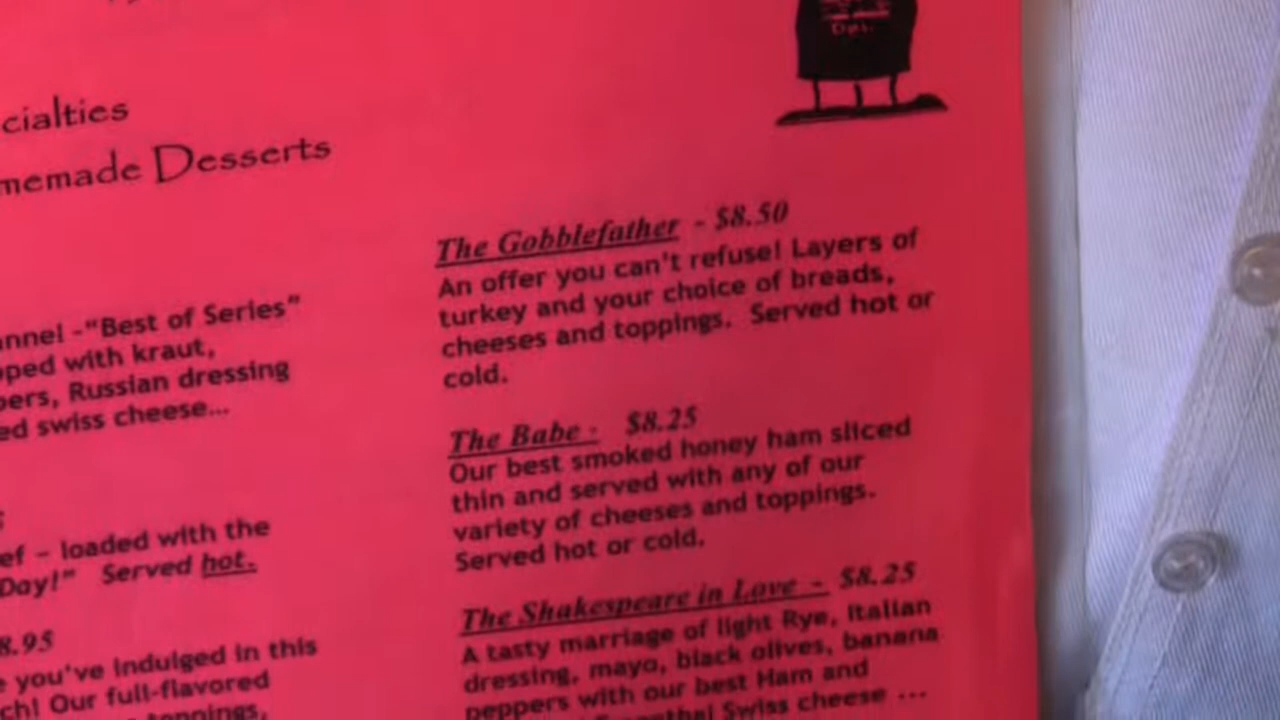 cialties
memade Desserts
annel -"Best of Series"
pped with kraut,
pers, Russian dressing
ed swiss cheese...
ef – loaded with the
Day!" Served hot.
8.95
e you've indulged in this
ch! Our full-flavored
toppings,
The Gobblefather - $8.50
An offer you can't refuse! Layers of
turkey and your choice of breads,
cheeses and toppings. Served hot or
cold.
The Babe - $8.25
Our best smoked honey ham sliced
thin and served with any of our
variety of cheeses and toppings.
Served hot or cold.
The Shakespeare in Love - $8.25
A tasty marriage of light Rye, Italian
dressing, mayo, black olives, banana
peppers with our best Ham and
Swiss cheese ...